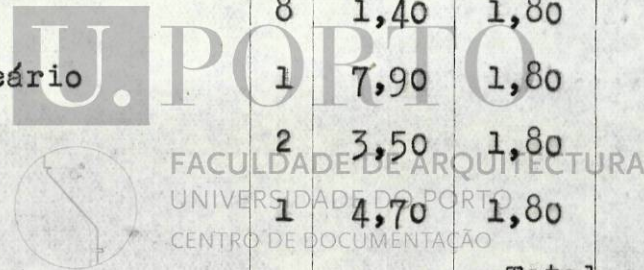 8 1,40 1,80
U. PORTO
1 7,90 1,80
2 3,50 1,80
FACULDADE DE ARQUITECTURA
UNIVERSIDADE DO PORTO
1 4,70 1,80
CENTRO DE DOCUMENTAÇÃO